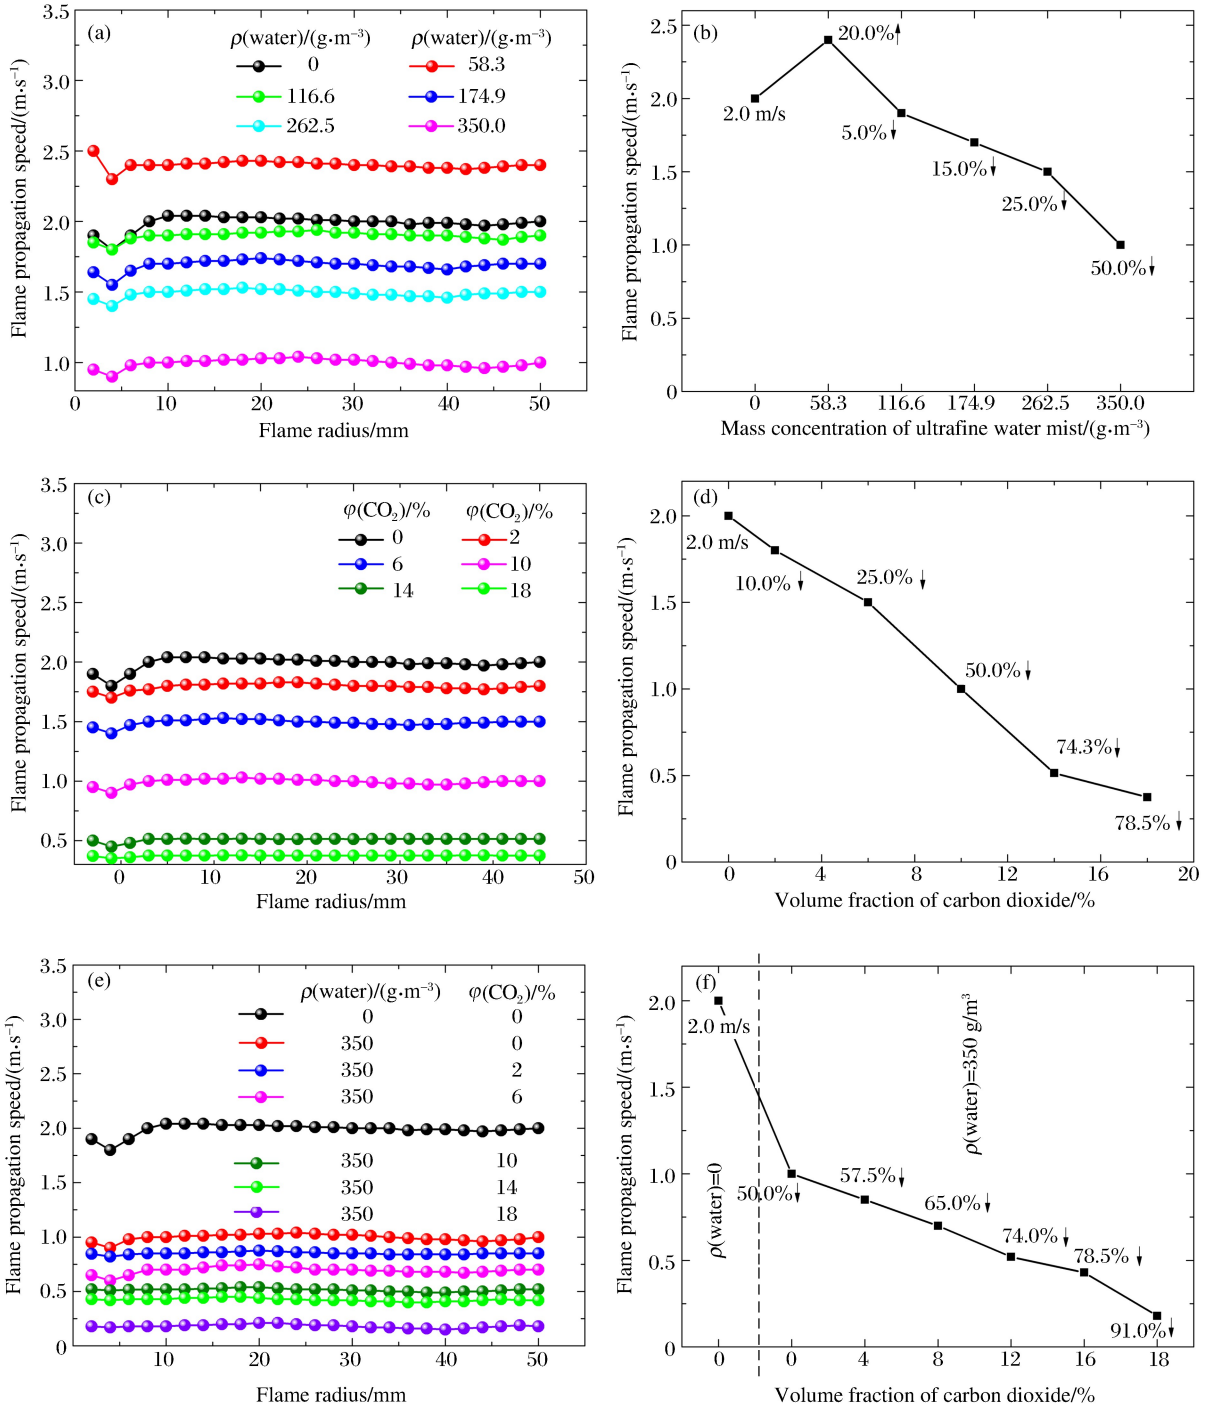 (a)
ρ(water)/(g·m⁻³) ρ(water)/(g·m⁻³)
0 58.3
116.6 174.9
262.5 350.0
3.5
3.0
2.5
2.0
1.5
1.0
Flame propagation speed/(m·s⁻¹)
0 10 20 30 40 50
Flame radius/mm
(b)
2.5
2.0
1.5
1.0
0.5
0
Flame propagation speed/(m·s⁻¹)
2.0 m/s
20.0%↑
5.0%↓
15.0%↓
25.0%↓
50.0%↓
0 58.3 116.6 174.9 262.5 350.0
Mass concentration of ultrafine water mist/(g·m⁻³)
(c)
φ(CO₂)/% φ(CO₂)/%
0 2
6 10
14 18
3.5
3.0
2.5
2.0
1.5
1.0
0.5
Flame propagation speed/(m·s⁻¹)
0 10 20 30 40 50
Flame radius/mm
(d)
2.0
1.5
1.0
0.5
0
Flame propagation speed/(m·s⁻¹)
2.0 m/s
10.0%↓
25.0%↓
50.0%↓
74.3%↓
78.5%↓
0 4 8 12 16 20
Volume fraction of carbon dioxide/%
(e)
ρ(water)/(g·m⁻³) φ(CO₂)/%
0 0
350 0
350 2
350 6
350 10
350 14
350 18
3.5
3.0
2.5
2.0
1.5
1.0
0.5
0
Flame propagation speed/(m·s⁻¹)
10 20 30 40 50
Flame radius/mm
(f)
2.0
1.5
1.0
0.5
0
Flame propagation speed/(m·s⁻¹)
2.0 m/s
ρ(water)=0
ρ(water)=350 g/m³
50.0%↓
57.5%↓
65.0%↓
74.0%↓
78.5%↓
91.0%↓
0 0 4 8 12 16 18
Volume fraction of carbon dioxide/%